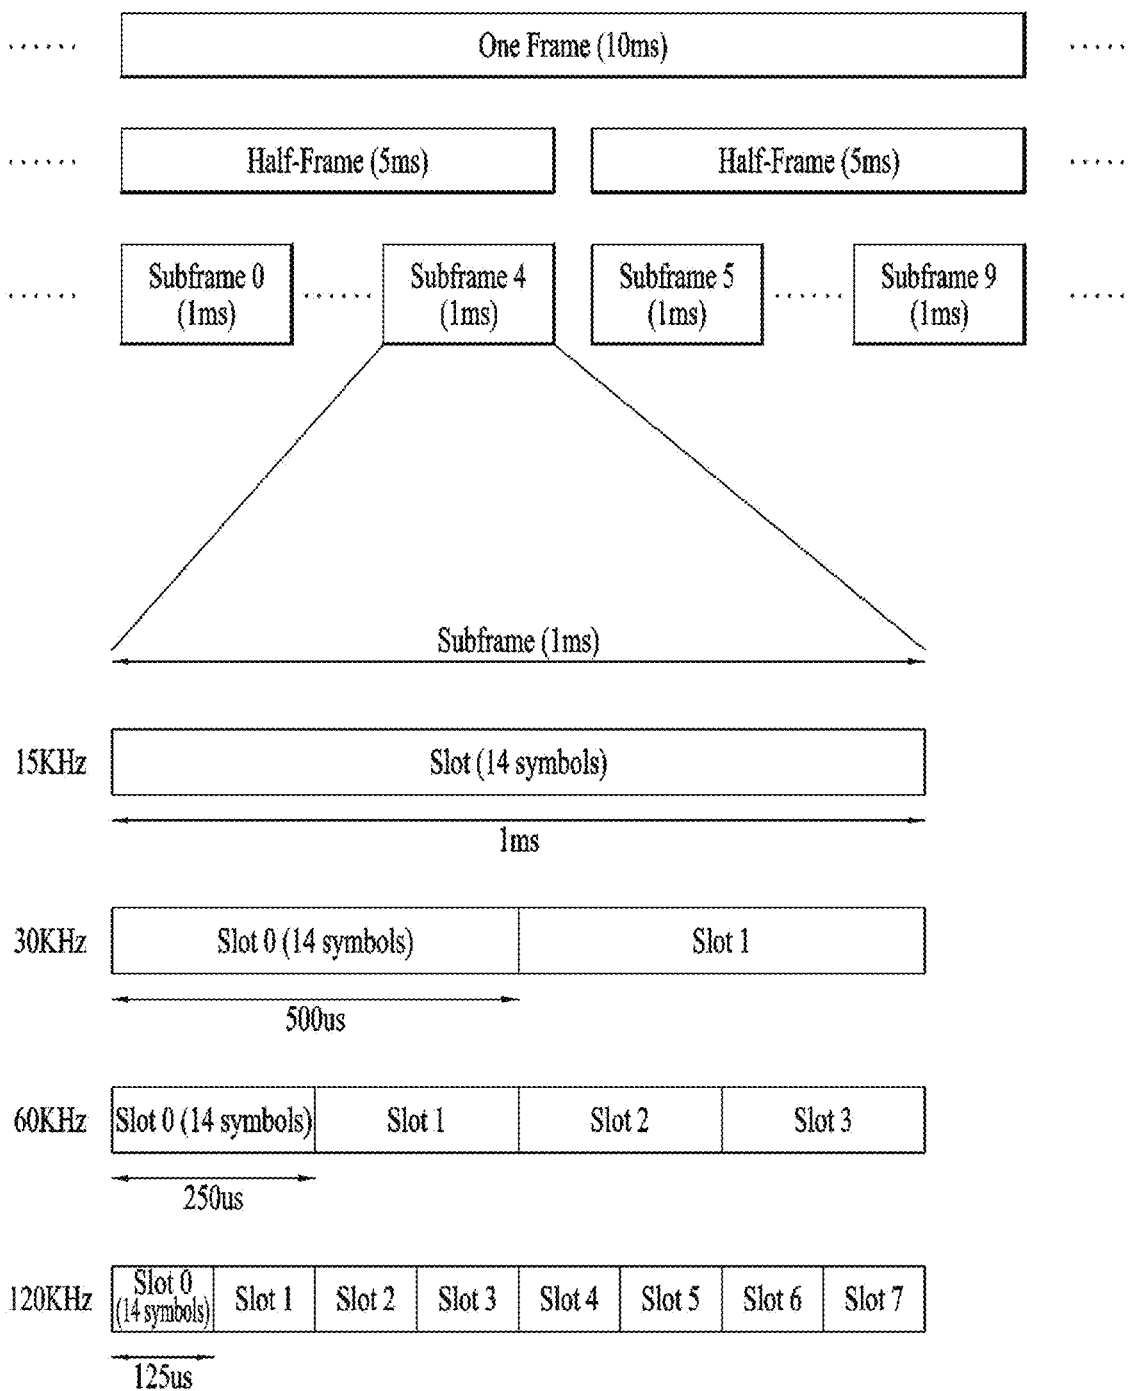 One Frame (10ms)
Half-Frame (5ms)
Half-Frame (5ms)
Subframe 0
(1ms)
Subframe 4
(1ms)
Subframe 5
(1ms)
Subframe 9
(1ms)
Subframe (1ms)
15KHz
Slot (14 symbols)
1ms
30KHz
Slot 0 (14 symbols)
Slot 1
500us
60KHz
Slot 0 (14 symbols)
Slot 1
Slot 2
Slot 3
250us
120KHz
Slot 0
(14 symbols)
Slot 1
Slot 2
Slot 3
Slot 4
Slot 5
Slot 6
Slot 7
125us